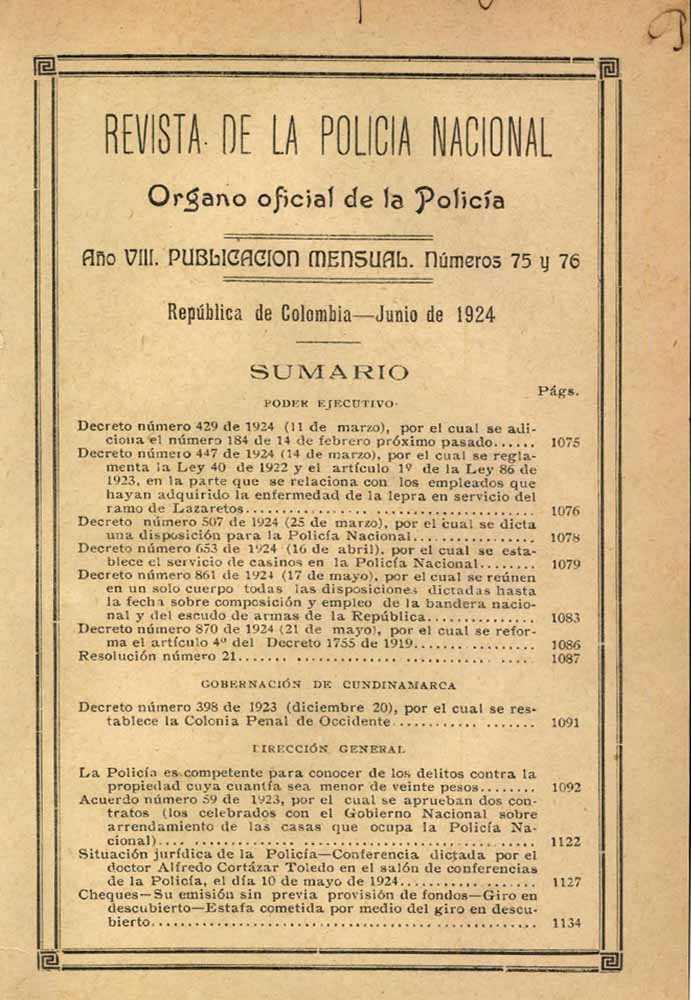 REVISTA DE LA POLICIA NACIONAL
Organo oficial de la Policía
Año VIII. PUBLICACION MENSUAL. Números 75 y 76
República de Colombia—Junio de 1924
SUMARIO
Págs.
PODER EJECUTIVO
Decreto número 429 de 1924 (11 de marzo), por el cual se adi-
ciona el número 184 de 14 de febrero próximo pasado...... 1075
Decreto número 447 de 1924 (14 de marzo), por el cual se regla-
menta la Ley 40 de 1922 y el artículo 1º de la Ley 86 de
1923, en la parte que se relaciona con los empleados que
hayan adquirido la enfermedad de la lepra en servicio del
ramo de Lazaretos........................................ 1076
Decreto número 507 de 1924 (25 de marzo), por el cual se dicta
una disposición para la Policía Nacional................ 1078
Decreto número 653 de 1924 (16 de abril), por el cual se esta-
blece el servicio de casinos en la Policía Nacional........ 1079
Decreto número 861 de 1924 (17 de mayo), por el cual se reúnen
en un solo cuerpo todas las disposiciones dictadas hasta
la fecha sobre composición y empleo de la bandera nacio-
nal y del escudo de armas de la República.............. 1083
Decreto número 870 de 1924 (21 de mayo), por el cual se refor-
ma el artículo 4º del Decreto 1755 de 1919................ 1086
Resolución número 21........................................ 1087
GOBERNACIÓN DE CUNDINAMARCA
Decreto número 398 de 1923 (diciembre 20), por el cual se res-
tablece la Colonia Penal de Occidente.................... 1091
DIRECCIÓN GENERAL
La Policía es competente para conocer de los delitos contra la
propiedad cuya cuantía sea menor de veinte pesos........ 1092
Acuerdo número 59 de 1923, por el cual se aprueban dos con-
tratos (los celebrados con el Gobierno Nacional sobre
arrendamiento de las casas que ocupa la Policía Na-
cional).................................................. 1122
Situación jurídica de la Policía—Conferencia dictada por el
doctor Alfredo Cortázar Toledo en el salón de conferencias
de la Policía, el día 10 de mayo de 1924.................. 1127
Cheques—Su emisión sin previa provisión de fondos—Giro en
descubierto—Estafa cometida por medio del giro en descu-
bierto.................................................... 1134